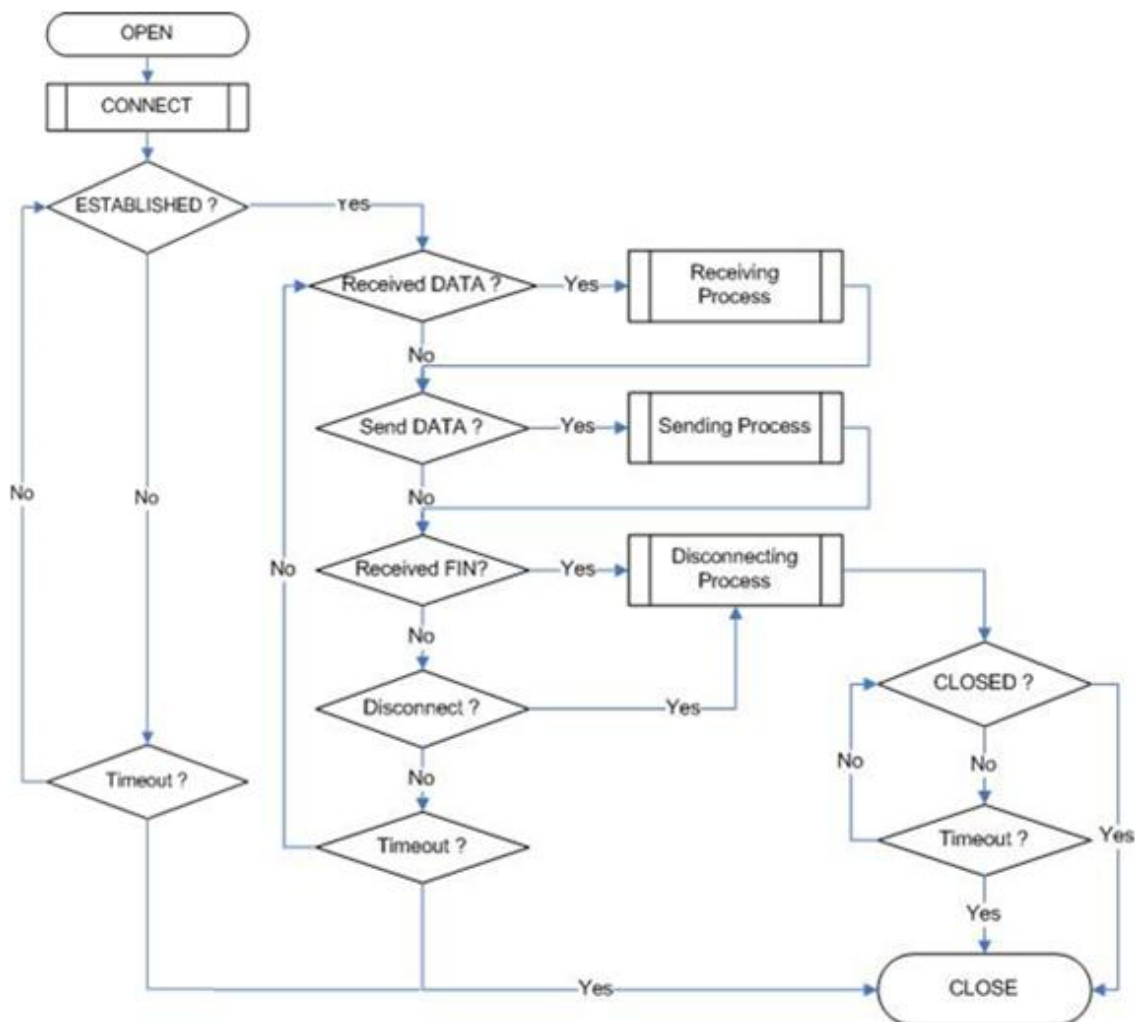 OPEN
CONNECT
ESTABLISHED ?
Yes
Received DATA ?
Yes
Receiving
Process
No
Send DATA ?
Yes
Sending Process
No
No
No
Received FIN?
Yes
Disconnecting
Process
No
No
Disconnect ?
Yes
CLOSED ?
Timeout ?
No
No
No
Timeout ?
Timeout ?
Yes
Yes
Yes
CLOSE